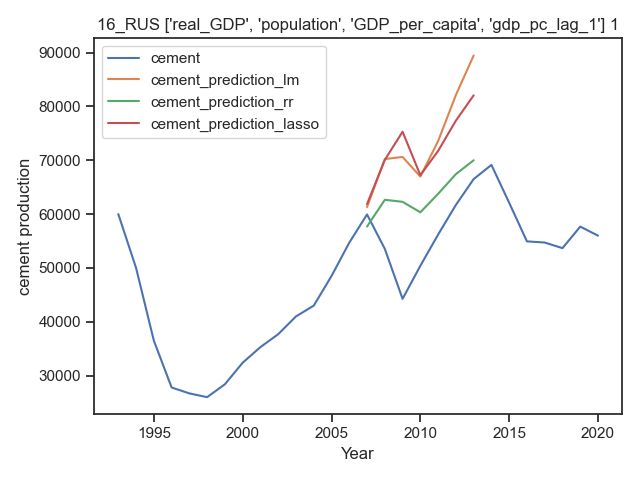 16_RUS ['real_GDP', 'population', 'GDP_per_capita', 'gdp_pc_lag_1'] 1
cement
cement_prediction_lm
cement_prediction_rr
cement_prediction_lasso
90000
80000
70000
60000
50000
40000
30000
cement production
1995
2000
2005
2010
2015
2020
Year